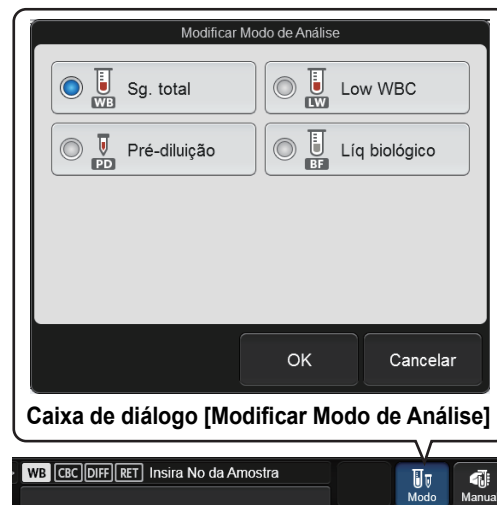 Modificar Modo de Análise
Sg. total
WB
Low WBC
LW
Pré-diluição
PD
Líq biológico
BF
OK
Cancelar
Caixa de diálogo [Modificar Modo de Análise]
WB CBC DIFF RET Insira No da Amostra
Modo
Manual